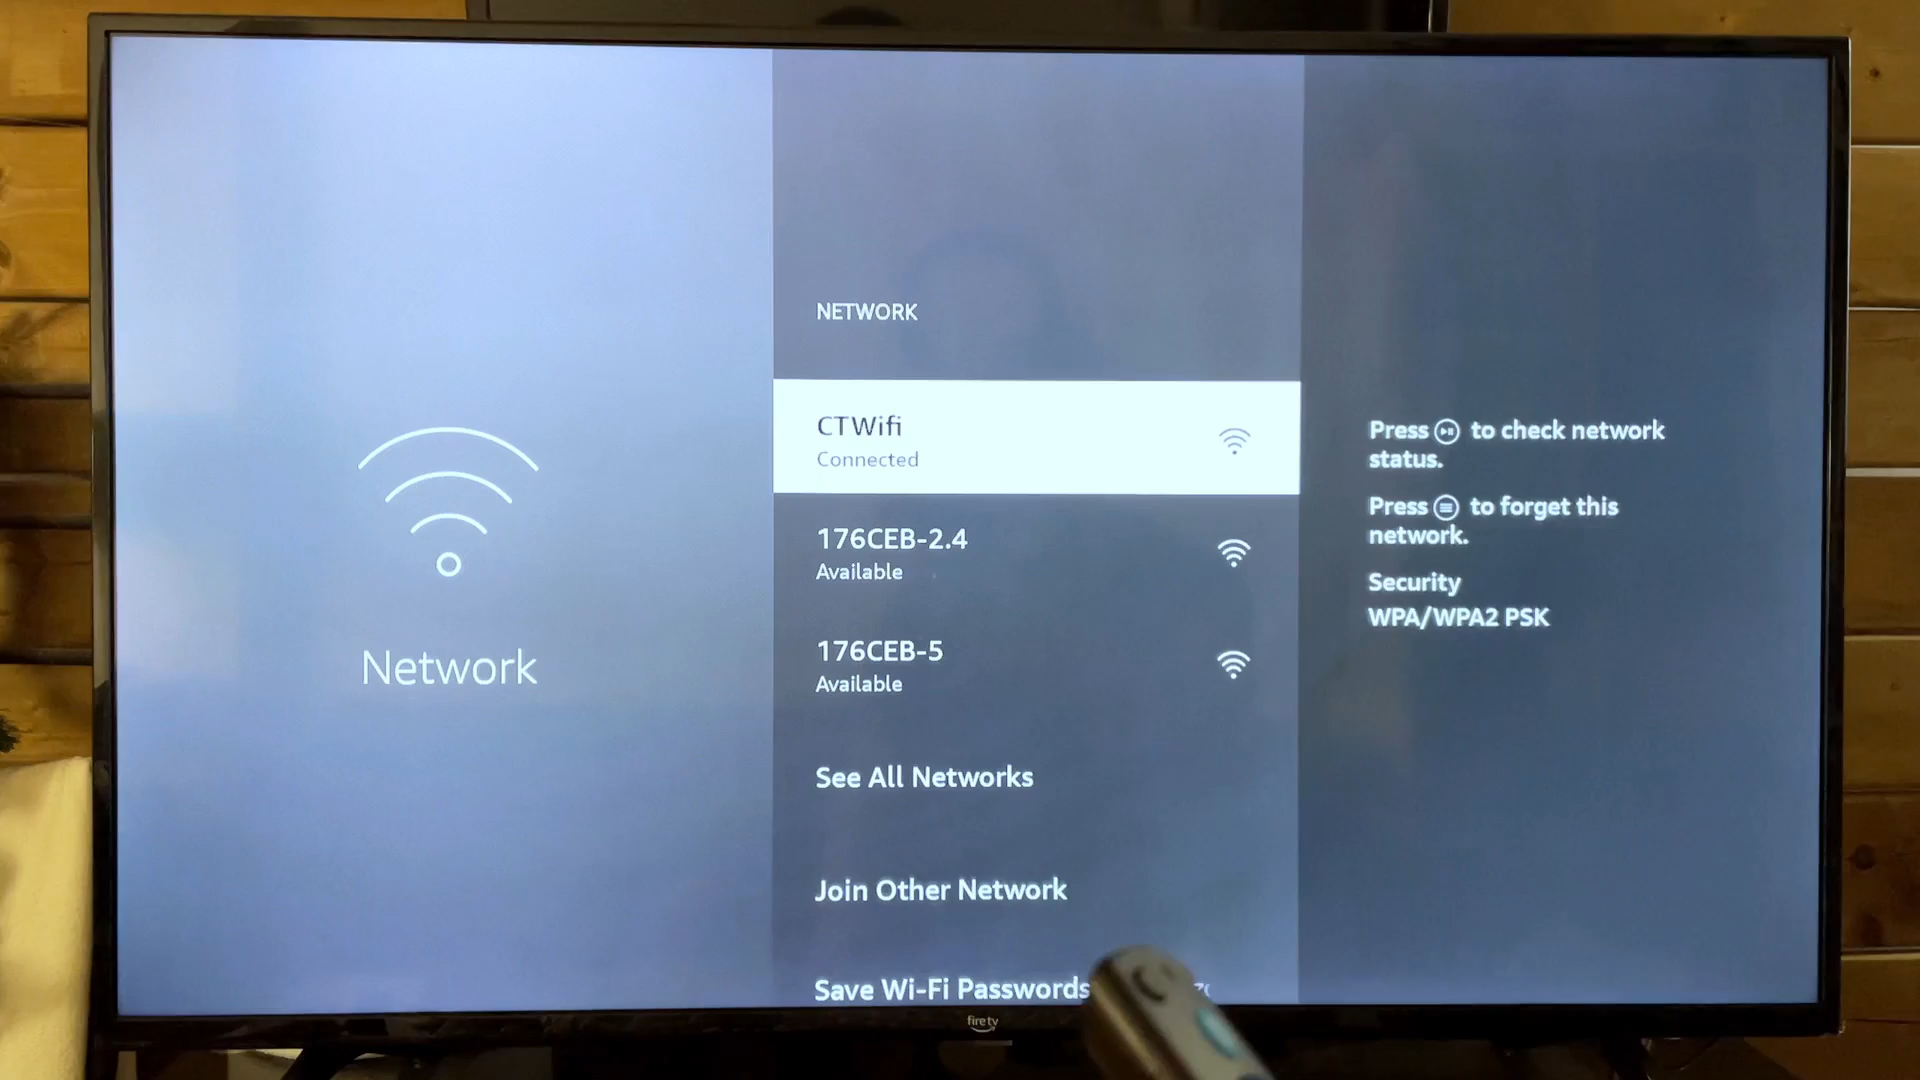 Network
NETWORK
CTWifi
Connected
176CEB-2.4
Available
176CEB-5
Available
See All Networks
Join Other Network
Save Wi-Fi Passwords
Press to check network
status.
Press to forget this
network.
Security
WPA/WPA2 PSK
fire tv